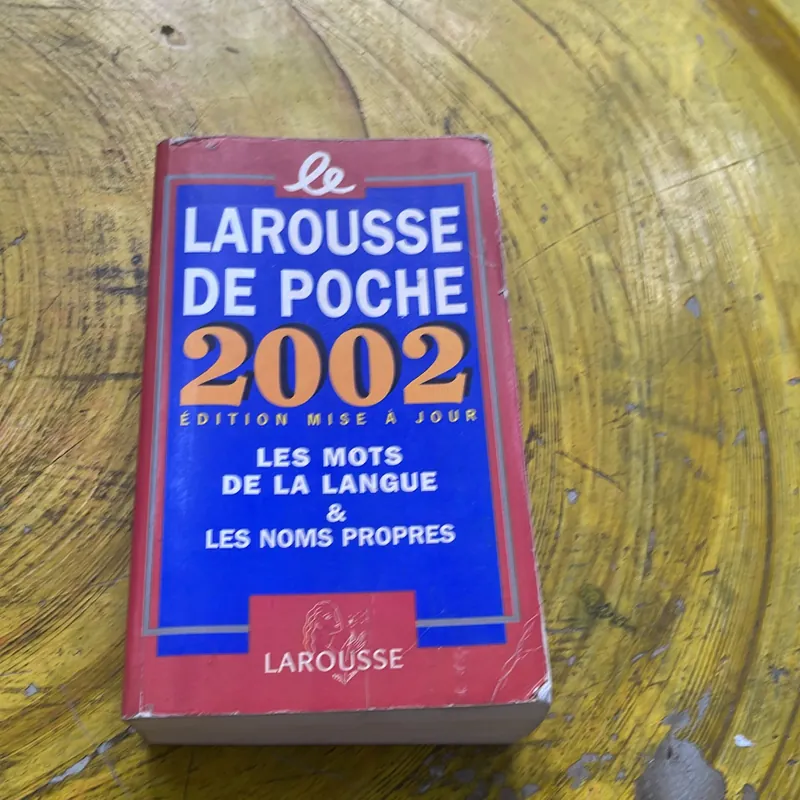 le
LAROUSSE
DE POCHE
2002
ÉDITION MISE À JOUR
LES MOTS
DE LA LANGUE
&
LES NOMS PROPRES
LAROUSSE